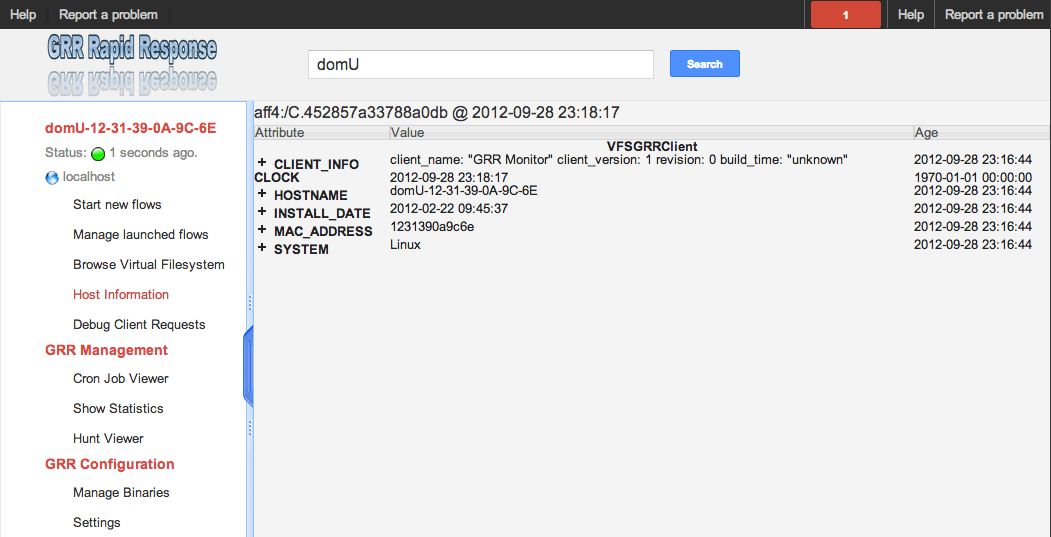 Help Report a problem 1 Help Report a problem
GRR Rapid Response
domU Search
aff4:/C.452857a33788a0db @ 2012-09-28 23:18:17
domU-12-31-39-0A-9C-6E
Status: 1 seconds ago.
localhost
Start new flows
Manage launched flows
Browse Virtual Filesystem
Host Information
Debug Client Requests
GRR Management
Cron Job Viewer
Show Statistics
Hunt Viewer
GRR Configuration
Manage Binaries
Settings
Attribute Value Age
VFSGRRClient
+ CLIENT_INFO client_name: "GRR Monitor" client_version: 1 revision: 0 build_time: "unknown" 2012-09-28 23:16:44
CLOCK 2012-09-28 23:18:17 1970-01-01 00:00:00
+ HOSTNAME domU-12-31-39-0A-9C-6E 2012-09-28 23:16:44
+ INSTALL_DATE 2012-02-22 09:45:37 2012-09-28 23:16:44
+ MAC_ADDRESS 1231390a9c6e 2012-09-28 23:16:44
+ SYSTEM Linux 2012-09-28 23:16:44